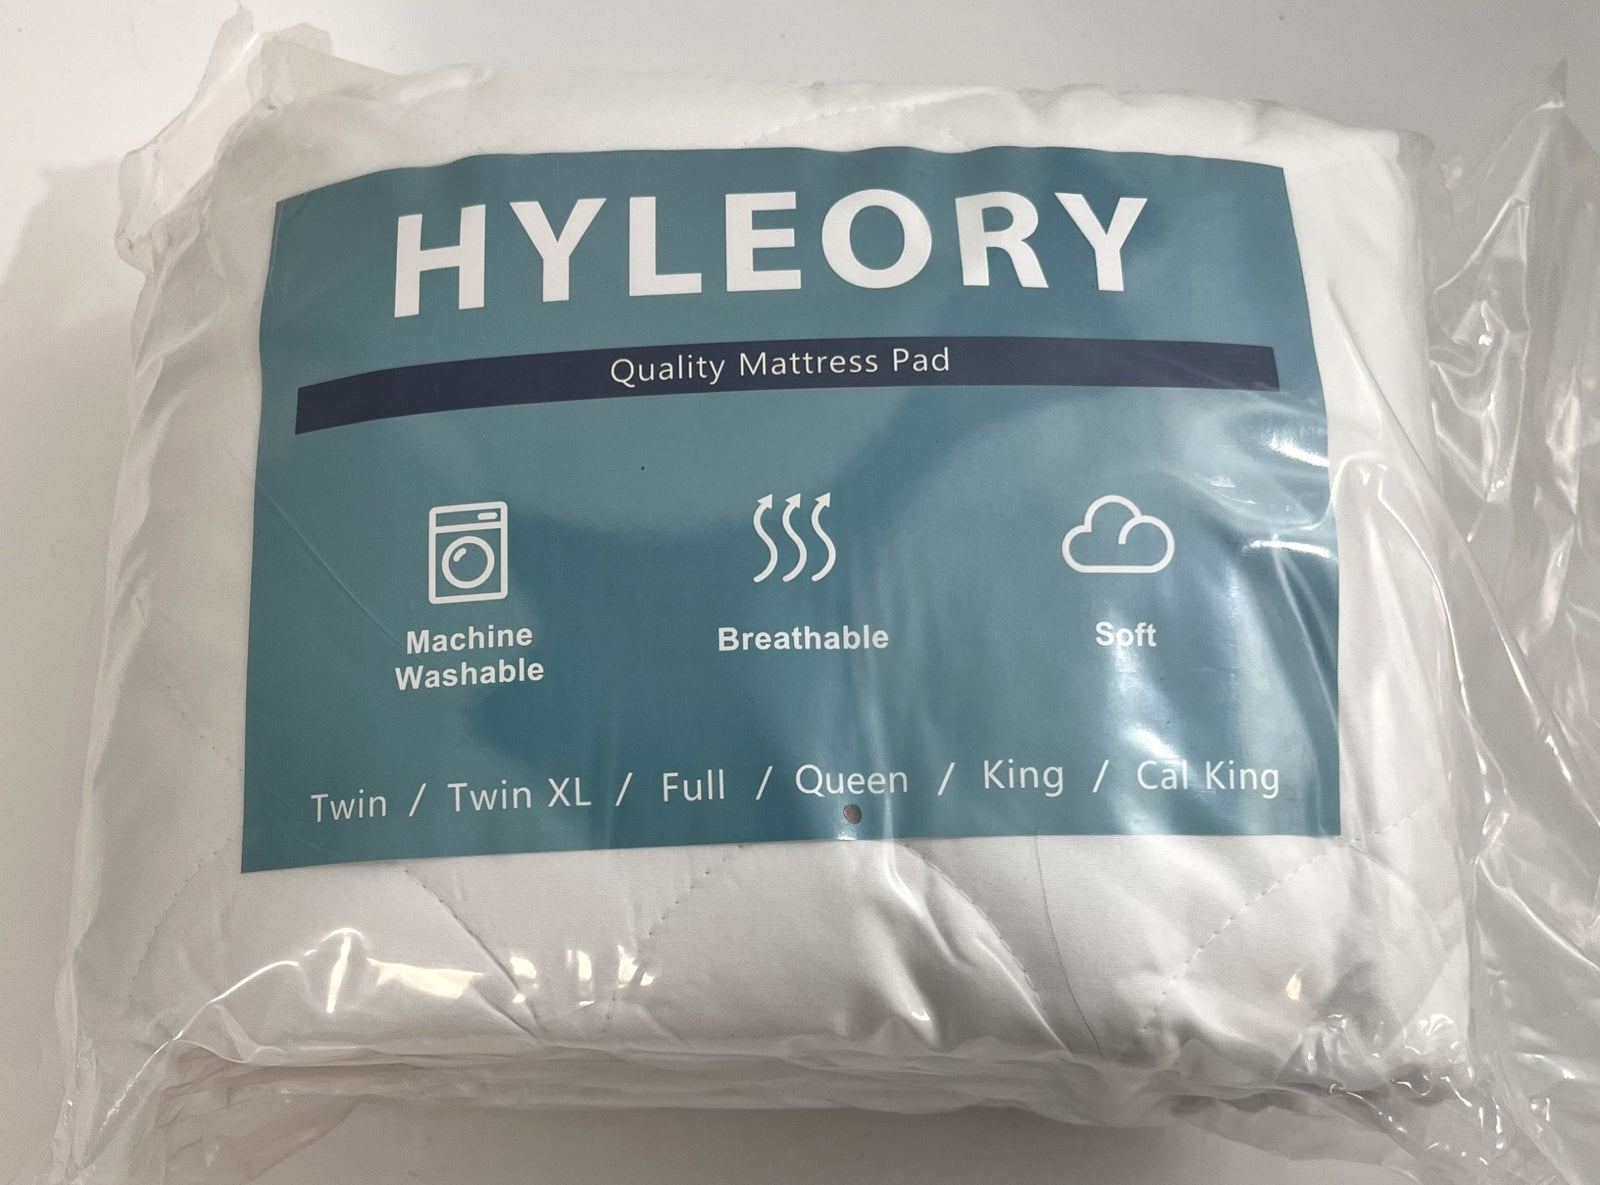 HYLEORY
Quality Mattress Pad
Machine
Washable
Breathable
Soft
Twin / Twin XL / Full / Queen / King / Cal King